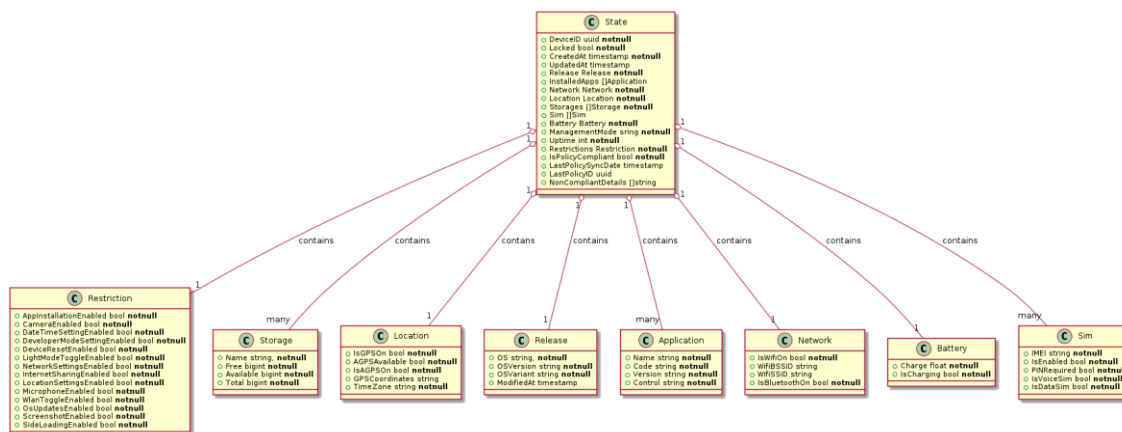 C State
DeviceID uuid notnull
Locked bool notnull
CreatedAt timestamp notnull
UpdatedAt timestamp
Release Release notnull
InstalledApps []Application
Network Network notnull
Location Location notnull
Storages []Storage notnull
Sim []Sim
Battery Battery notnull
ManagementMode sring notnull
Uptime int notnull
Restrictions Restriction notnull
IsPolicyCompliant bool notnull
LastPolicySyncDate timestamp
LastPolicyID uuid
NonCompliantDetails []string
1
1
1
1
1
1
1
1
contains
contains
contans
contains
contains
contains
contains
contains
1
many
1
1
many
1
1
many
C Restriction
AppInstallationEnabled bool notnull
CameraEnabled bool notnull
DateTimeSettingEnabled bool notnull
DeveloperModeSettingEnabled bool notnull
DeviceResetEnabled bool notnull
LightModeToggleEnabled bool notnull
NetworkSettingsEnabled bool notnull
InternetSharingEnabled bool notnull
LocationSettingsEnabled bool notnull
MicrophoneEnabled bool notnull
WlanToggleEnabled bool notnull
OsUpdatesEnabled bool notnull
ScreenshotEnabled bool notnull
SideLoadingEnabled bool notnull
C Storage
Name string, notnull
Free bigint notnull
Available bigint notnull
Total bigint notnull
C Location
IsGPSOn bool notnull
AGPSAvailable bool notnull
IsAGPSOn bool notnull
GPSCoordinates string
TimeZone string notnull
C Release
OS string, notnull
OSVersion string notnull
OSVariant string notnull
ModifiedAt timestamp
C Application
Name string notnull
Code string notnull
Version string notnull
Control string notnull
C Network
IsWifiOn bool notnull
WifiBSSID string
WifiSSID string
IsBluetoothOn bool notnull
C Battery
Charge float notnull
IsCharging bool notnull
C Sim
IMEI string notnull
IsEnabled bool notnull
PINRequired bool notnull
IsVoiceSim bool notnull
IsDataSim bool notnull